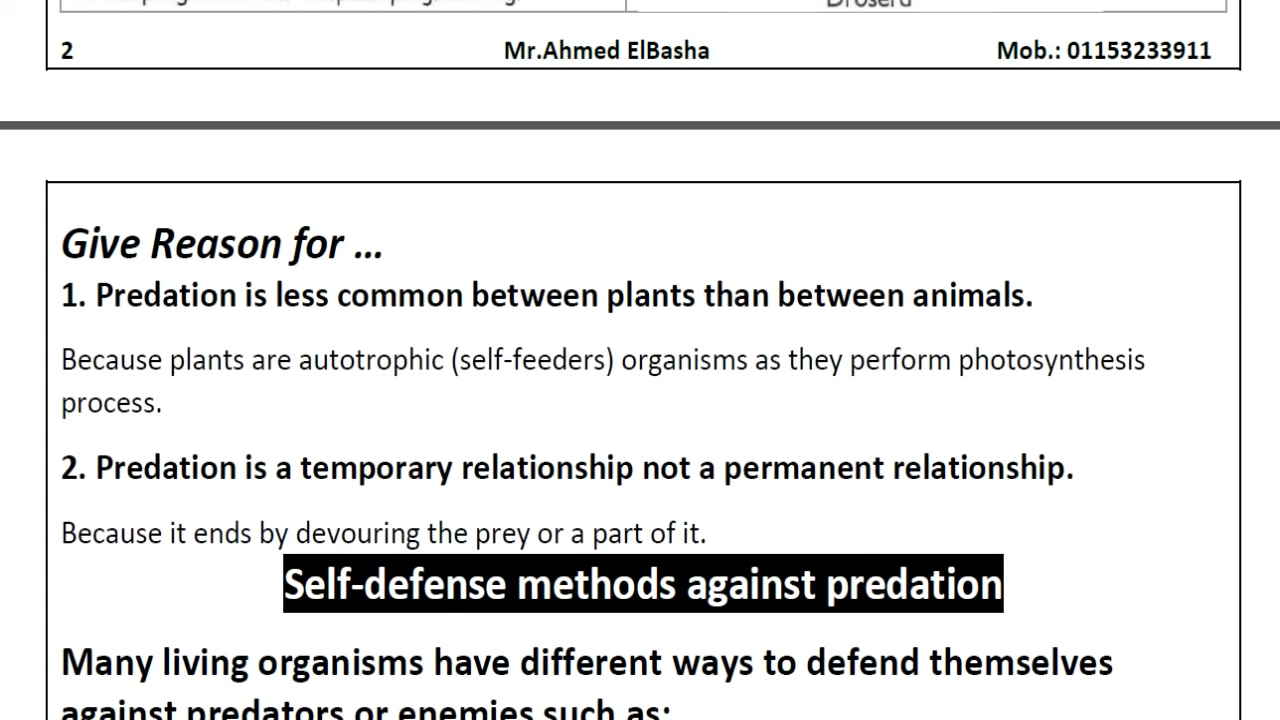 Drosera
2 Mr.Ahmed ElBasha Mob.: 01153233911
Give Reason for ...
1. Predation is less common between plants than between animals.
Because plants are autotrophic (self-feeders) organisms as they perform photosynthesis
process.
2. Predation is a temporary relationship not a permanent relationship.
Because it ends by devouring the prey or a part of it.
Self-defense methods against predation
Many living organisms have different ways to defend themselves
against predators or enemies such as: